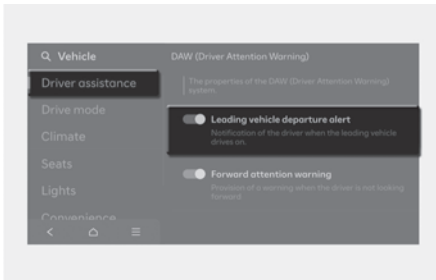 Vehicle
Driver assistance
Drive mode
Climate
Seats
Lights
Convenience
DAW (Driver Attention Warning)
The properties of the DAW (Driver Attention Warning)
system
Leading vehicle departure alert
Notification of the driver when the leading vehicle
drives on.
Forward attention warning
Provision of a warning when the driver is not looking
forward